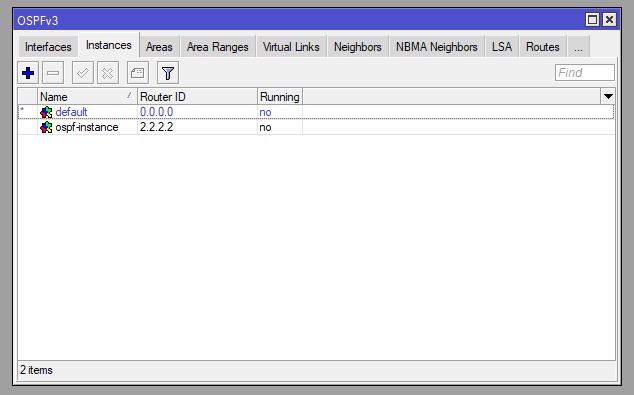 OSPFv3
Interfaces Instances Areas Area Ranges Virtual Links Neighbors NBMA Neighbors LSA Routes ...
Find
Name Router ID Running
* default 0.0.0.0 no
ospf-instance 2.2.2.2 no
2 items